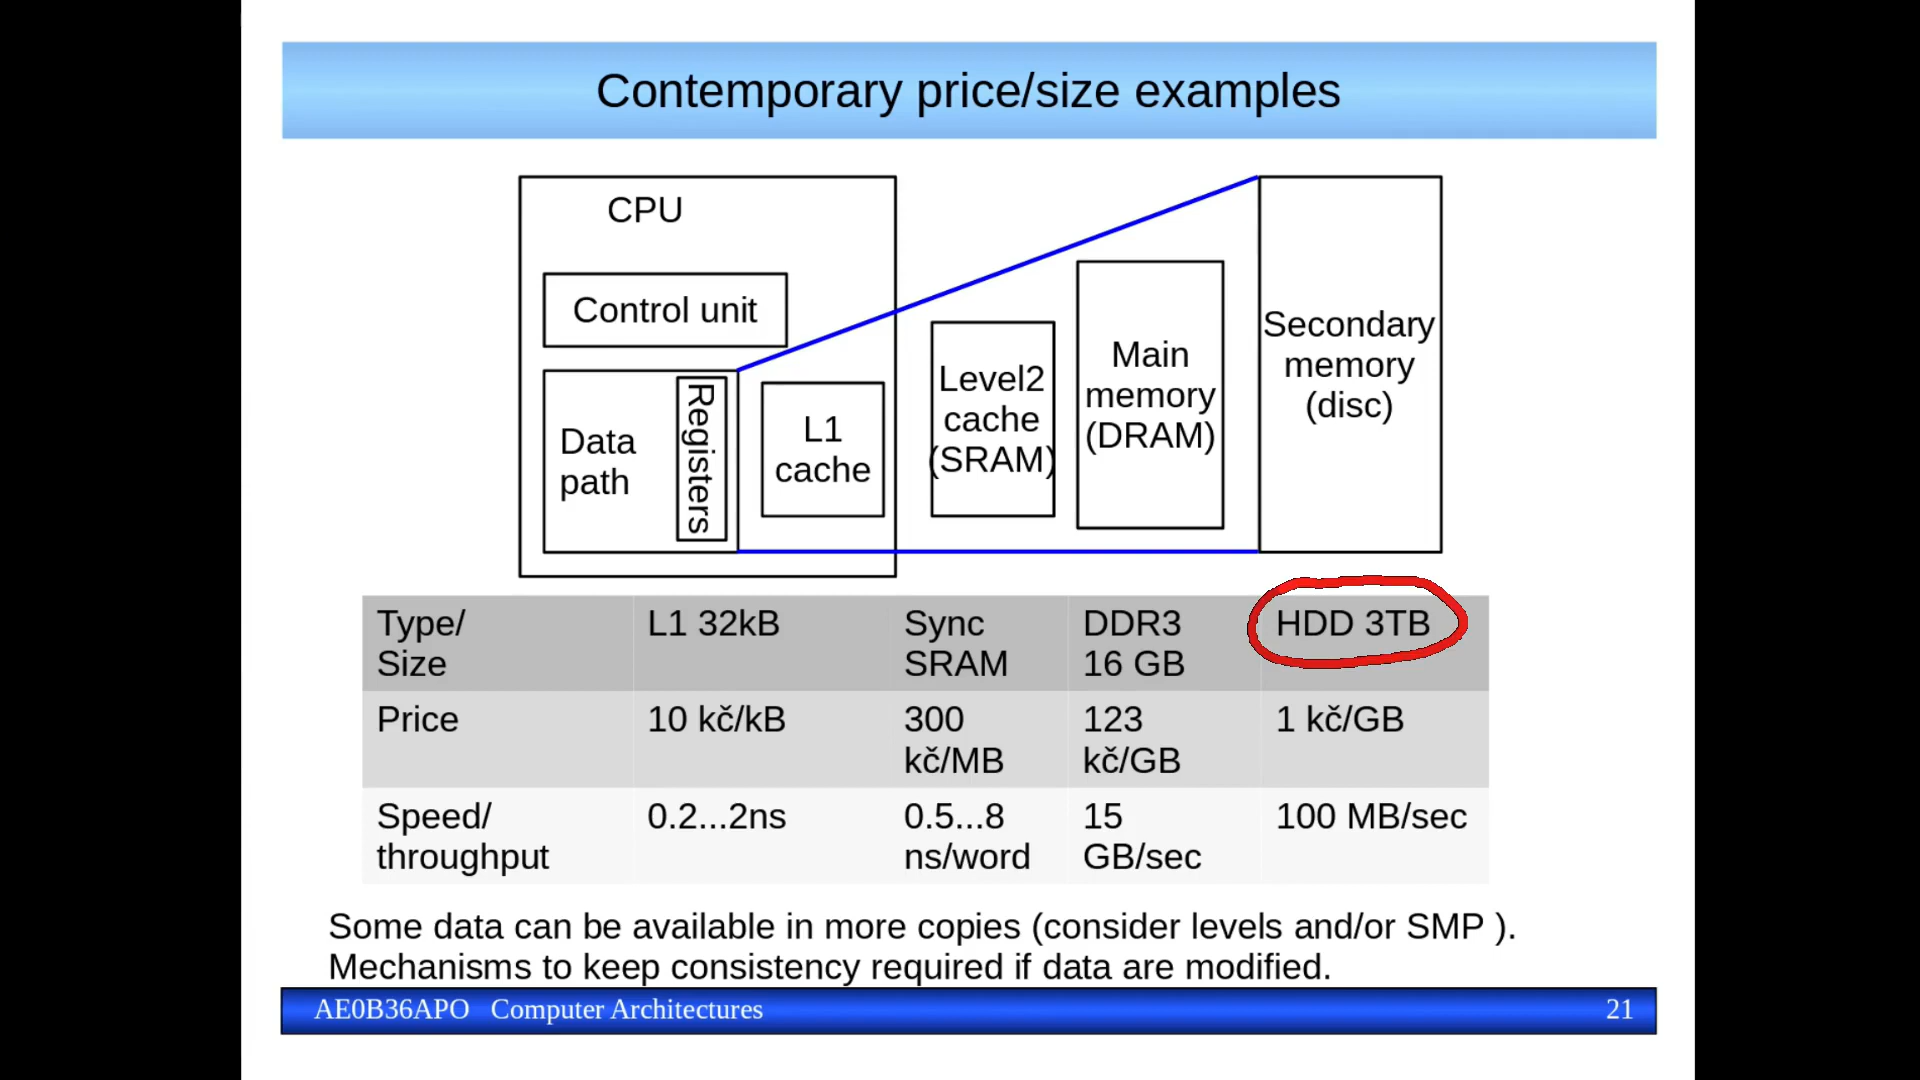 Contemporary price/size examples
CPU
Control unit
Data
path
Registers
L1
cache
Level2
cache
(SRAM)
Main
memory
(DRAM)
Secondary
memory
(disc)
Type/
Size
L1 32kB
Sync
SRAM
DDR3
16 GB
HDD 3TB
Price
10 kč/kB
300
kč/MB
123
kč/GB
1 kč/GB
Speed/
throughput
0.2...2ns
0.5...8
ns/word
15
GB/sec
100 MB/sec
Some data can be available in more copies (consider levels and/or SMP ).
Mechanisms to keep consistency required if data are modified.
AE0B36APO Computer Architectures
21